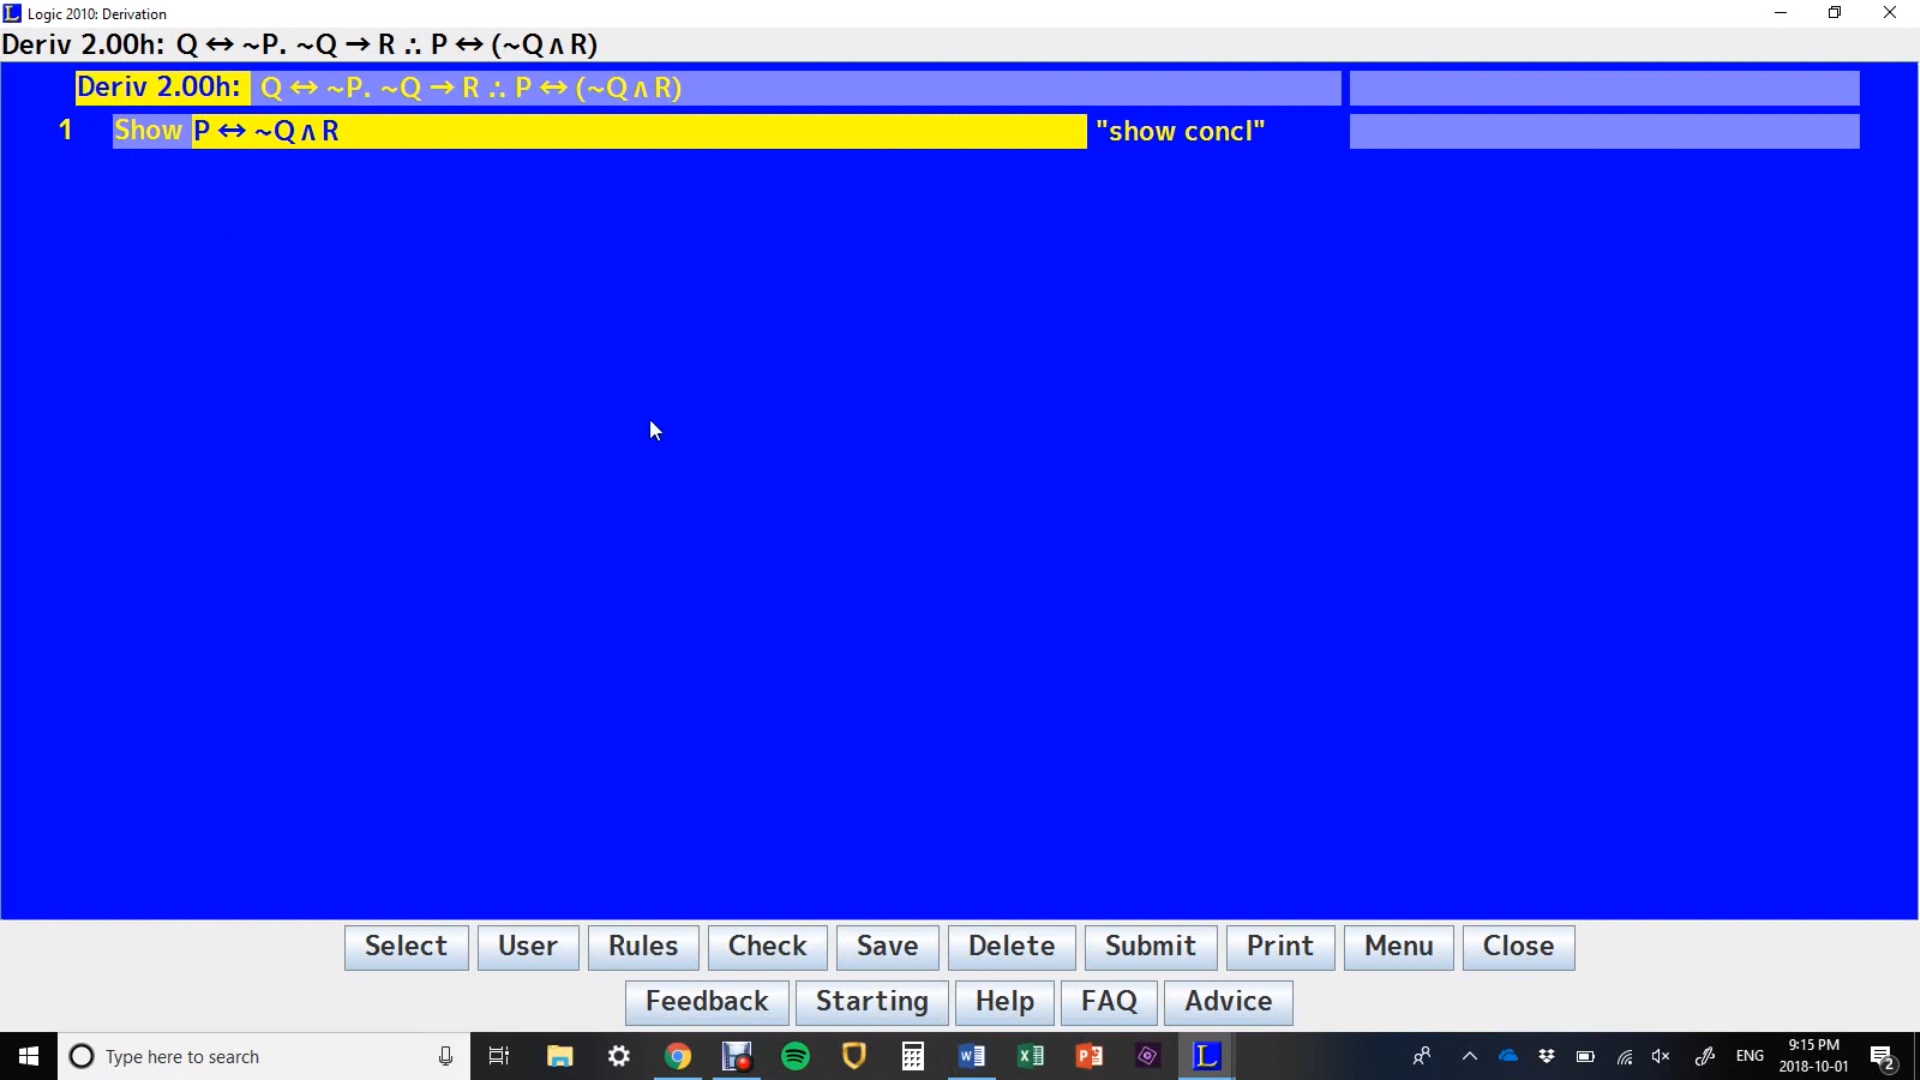 Logic 2010: Derivation
Deriv 2.00h: Q ↔ ~P. ~Q → R ∴ P ↔ (~Q ∧ R)
Deriv 2.00h: Q ↔ ~P. ~Q → R ∴ P ↔ (~Q ∧ R)
1 Show P ↔ ~Q ∧ R "show concl"
Select User Rules Check Save Delete Submit Print Menu Close
Feedback Starting Help FAQ Advice
Type here to search
ENG
9:15 PM
2018-10-01
2